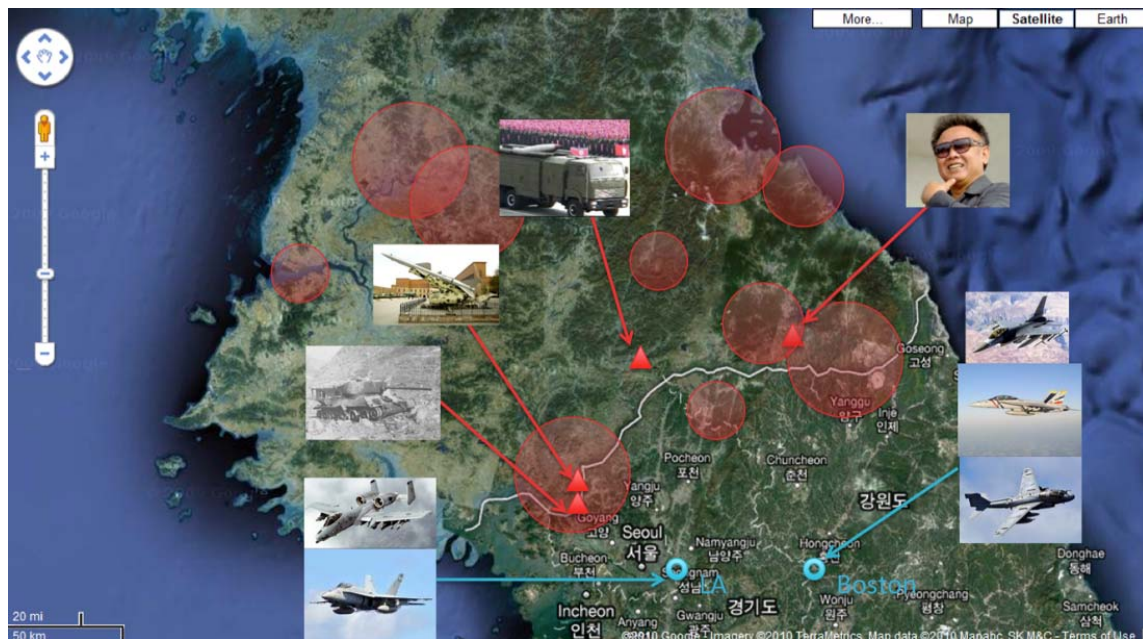 More...
Map
Satellite
Earth
Goseong
고성
Yanggu
양구
Inje
인제
Pocheon
포천
Chuncheon
춘천
Yangju
양주
강원도
Goyang
고양
Seoul
서울
Namyangju
남양주
Hongcheon
Bucheon
부천
LA
Boston
Donghae
동해
성남
Pyeongchang
평창
Incheon
인천
Gwangju
광주
경기도
Wonju
원주
Samcheok
삼척
Anyang
20 mi
50 km
©2010 Google - Imagery ©2010 TerraMetrics, Map data ©2010 Mapabc, SK M&C - Terms of Use